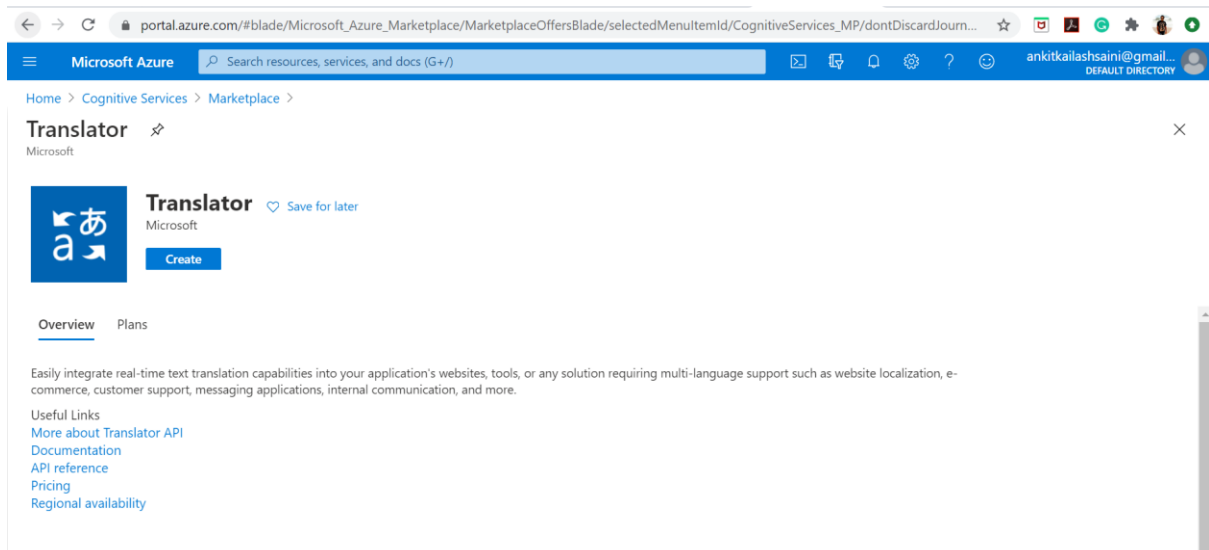 portal.azure.com/#blade/Microsoft_Azure_Marketplace/MarketplaceOffersBlade/selectedMenuItemId/CognitiveServices_MP/dontDiscardJourn...
Microsoft Azure
Search resources, services, and docs (G+/)
ankitkailashsaini@gmail...
DEFAULT DIRECTORY
Home > Cognitive Services > Marketplace >
Translator
Microsoft
Translator
Save for later
Microsoft
あ
a
Create
Overview Plans
Easily integrate real-time text translation capabilities into your application's websites, tools, or any solution requiring multi-language support such as website localization, e-
commerce, customer support, messaging applications, internal communication, and more.
Useful Links
More about Translator API
Documentation
API reference
Pricing
Regional availability